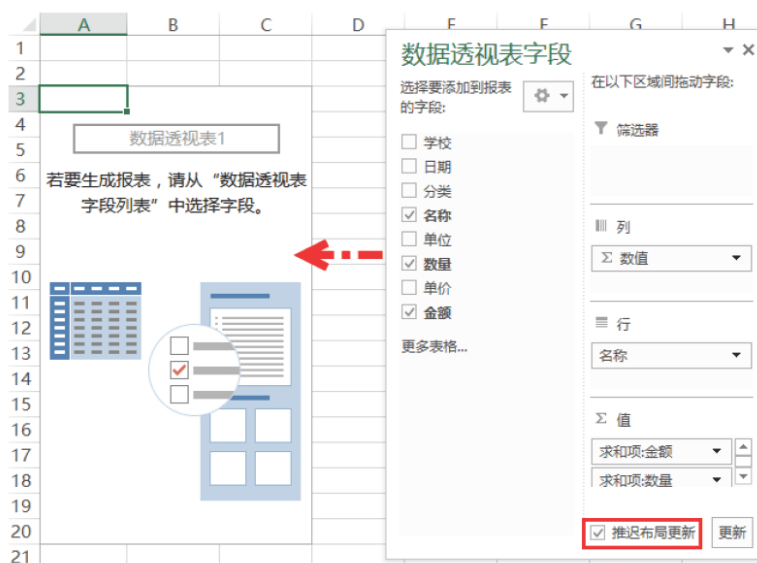 A B C D E F G H
1
2
3
4
5
6
7
8
9
10
11
12
13
14
15
16
17
18
19
20
21
数据透视表1
若要生成报表，请从“数据透视表
字段列表”中选择字段。
数据透视表字段
选择要添加到报表
的字段:
学校
日期
分类
名称
单位
数量
单价
金额
更多表格...
在以下区域间拖动字段:
筛选器
列
Σ 数值
行
名称
Σ 值
求和项:金额
求和项:数量
推迟布局更新
更新